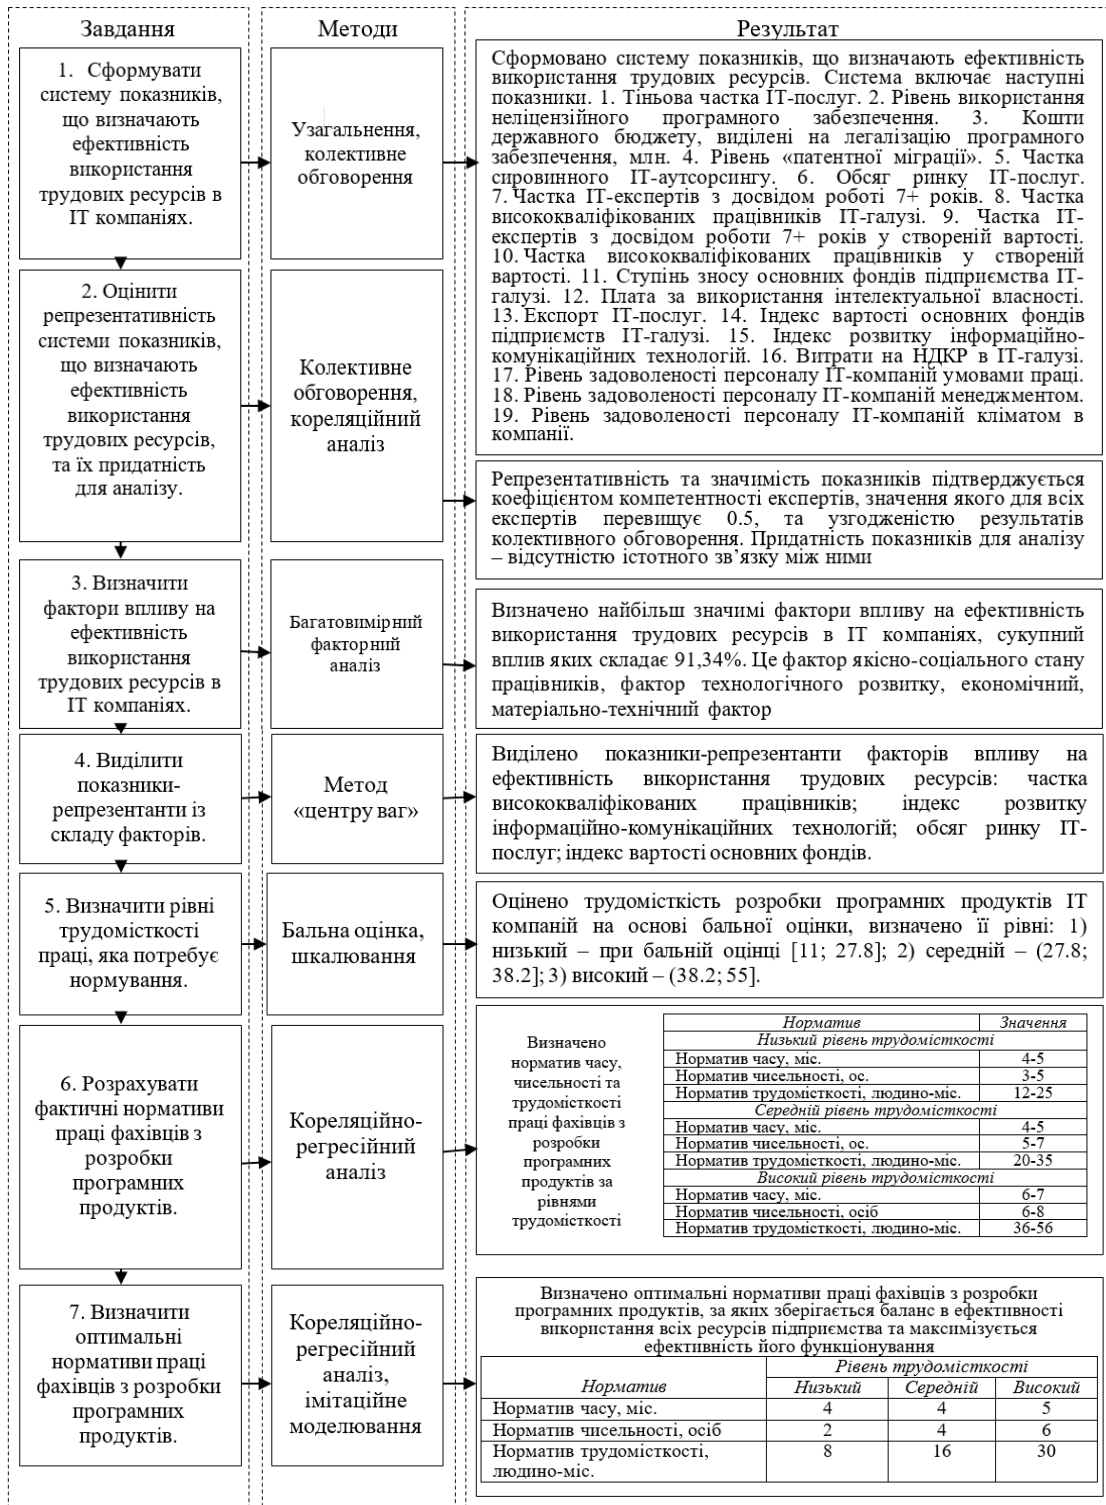 Завдання
Методи
Результат
1. Сформувати
систему показників,
що визначають
ефективність
використання
трудових ресурсів в
ІТ компаніях.
Узагальнення,
колективне
обговорення
Сформовано систему показників, що визначають ефективність
використання трудових ресурсів. Система включає наступні
показники. 1. Тіньова частка ІТ-послуг. 2. Рівень використання
неліцензійного програмного забезпечення. 3. Кошти
державного бюджету, виділені на легалізацію програмного
забезпечення, млн. 4. Рівень «патентної міграції». 5. Частка
сировинного ІТ-аутсорсингу. 6. Обсяг ринку ІТ-послуг.
7. Частка ІТ-експертів з досвідом роботі 7+ років. 8. Частка
висококваліфікованих працівників ІТ-галузі. 9. Частка ІТ-
експертів з досвідом роботи 7+ років у створеній вартості.
10. Частка висококваліфікованих працівників у створеній
вартості. 11. Ступінь зносу основних фондів підприємства ІТ-
галузі. 12. Плата за використання інтелектуальної власності.
13. Експорт ІТ-послуг. 14. Індекс вартості основних фондів
підприємств ІТ-галузі. 15. Індекс розвитку інформаційно-
комунікаційних технологій. 16. Витрати на НДКР в ІТ-галузі.
17. Рівень задоволеності персоналу ІТ-компаній умовами праці.
18. Рівень задоволеності персоналу ІТ-компаній менеджментом.
19. Рівень задоволеності персоналу ІТ-компаній кліматом в
компанії.
2. Оцінити
репрезентативність
системи показників,
що визначають
ефективність
використання
трудових ресурсів,
та їх придатність
для аналізу.
Колективне
обговорення,
кореляційний
аналіз
Репрезентативність та значимість показників підтверджується
коефіцієнтом компетентності експертів, значення якого для всіх
експертів перевищує 0.5, та узгодженістю результатів
колективного обговорення. Придатність показників для аналізу
– відсутністю істотного зв’язку між ними
3. Визначити
фактори впливу на
ефективність
використання
трудових ресурсів в
ІТ компаніях.
Багатовимірний
факторний
аналіз
Визначено найбільш значимі фактори впливу на ефективність
використання трудових ресурсів в ІТ компаніях, сукупний
вплив яких складає 91,34%. Це фактор якісно-соціального стану
працівників, фактор технологічного розвитку, економічний,
матеріально-технічний фактор
4. Виділити
показники-
репрезентанти із
складу факторів.
Метод
«центру ваг»
Виділено показники-репрезентанти факторів впливу на
ефективність використання трудових ресурсів: частка
висококваліфікованих працівників; індекс розвитку
інформаційно-комунікаційних технологій; обсяг ринку ІТ-
послуг; індекс вартості основних фондів.
5. Визначити рівні
трудомісткості
праці, яка потребує
нормування.
Бальна оцінка,
шкалювання
Оцінено трудомісткість розробки програмних продуктів ІТ
компаній на основі бальної оцінки, визначено її рівні: 1)
низький – при бальній оцінці [11; 27.8]; 2) середній – (27.8;
38.2]; 3) високий – (38.2; 55].
6. Розрахувати
фактичні нормативи
праці фахівців з
розробки
програмних
продуктів.
Кореляційно-
регресійний
аналіз
Визначено
норматив часу,
чисельності та
трудомісткості
праці фахівців з
розробки
програмних
продуктів за
рівнями
трудомісткості
Норматив Значення
Низький рівень трудомісткості
Норматив часу, міс. 4-5
Норматив чисельності, ос. 3-5
Норматив трудомісткості, людино-міс. 12-25
Середній рівень трудомісткості
Норматив часу, міс. 4-5
Норматив чисельності, ос. 5-7
Норматив трудомісткості, людино-міс. 20-35
Високий рівень трудомісткості
Норматив часу, міс. 6-7
Норматив чисельності, осіб 6-8
Норматив трудомісткості, людино-міс. 36-56
7. Визначити
оптимальні
нормативи праці
фахівців з розробки
програмних
продуктів.
Кореляційно-
регресійний
аналіз,
імітаційне
моделювання
Визначено оптимальні нормативи праці фахівців з розробки
програмних продуктів, за яких зберігається баланс в ефективності
використання всіх ресурсів підприємства та максимізується
ефективність його функціонування
Рівень трудомісткості
Норматив Низький Середній Високий
Норматив часу, міс. 4 4 5
Норматив чисельності, осіб 2 4 6
Норматив трудомісткості, 8 16 30
людино-міс.